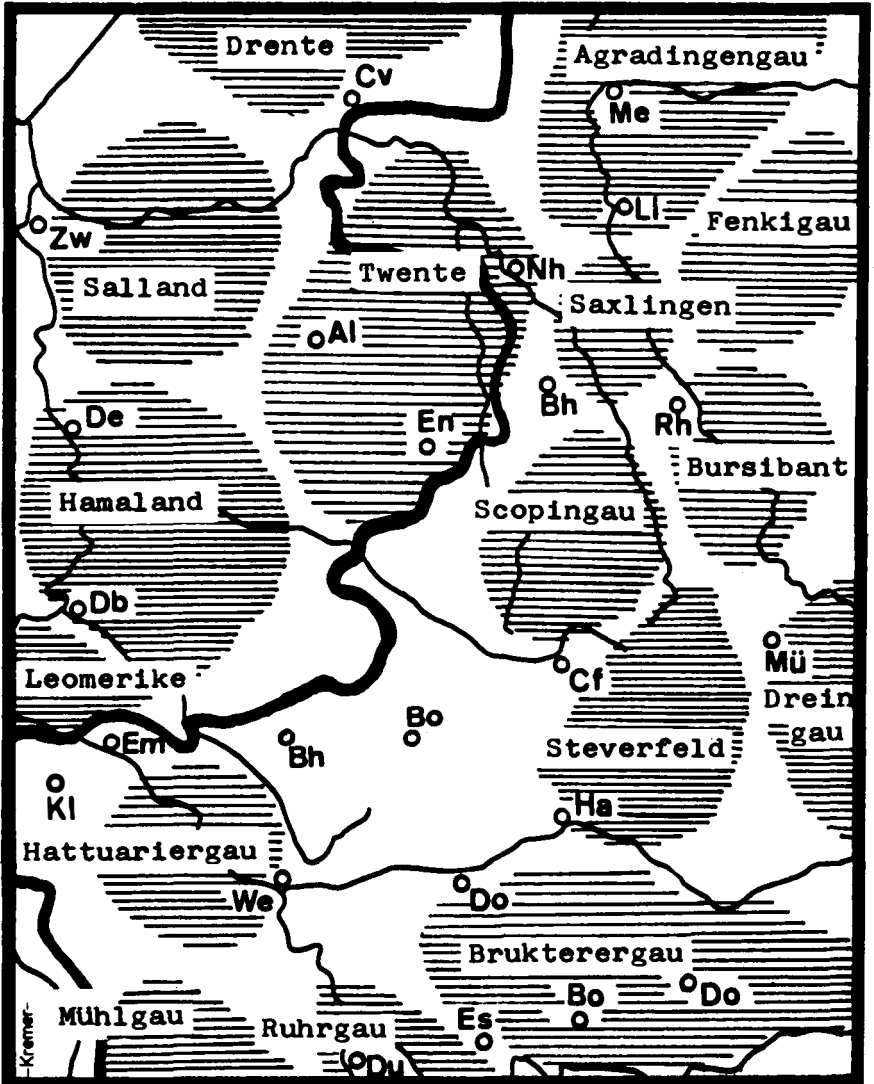 Drente
Agradingengau
Cv
Me
Ll
Fenkigau
Zw
Twente
Nh
Salland
Saxlingen
Al
Bh
De
En
Rh
Bursibant
Hamaland
Scopingau
Db
Mü
Leomerike
Cf
Drein
gau
Bo
Em
Bh
Steverfeld
Kl
Ha
Hattuariergau
We
Do
Brukterergau
Do
Bo
Mühlgau
Ruhrgau
Es
Du
-Kremer-